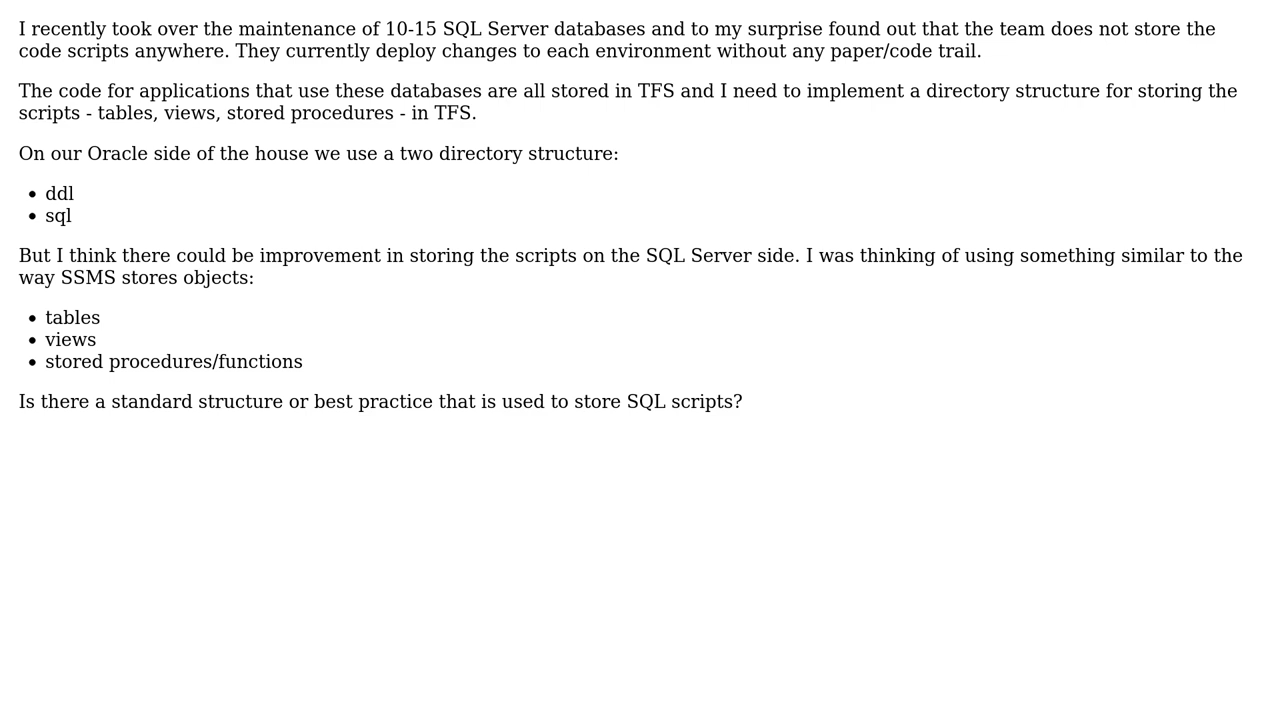 I recently took over the maintenance of 10-15 SQL Server databases and to my surprise found out that the team does not store the
code scripts anywhere. They currently deploy changes to each environment without any paper/code trail.
The code for applications that use these databases are all stored in TFS and I need to implement a directory structure for storing the
scripts - tables, views, stored procedures - in TFS.
On our Oracle side of the house we use a two directory structure:
• ddl
• sql
But I think there could be improvement in storing the scripts on the SQL Server side. I was thinking of using something similar to the
way SSMS stores objects:
• tables
• views
• stored procedures/functions
Is there a standard structure or best practice that is used to store SQL scripts?